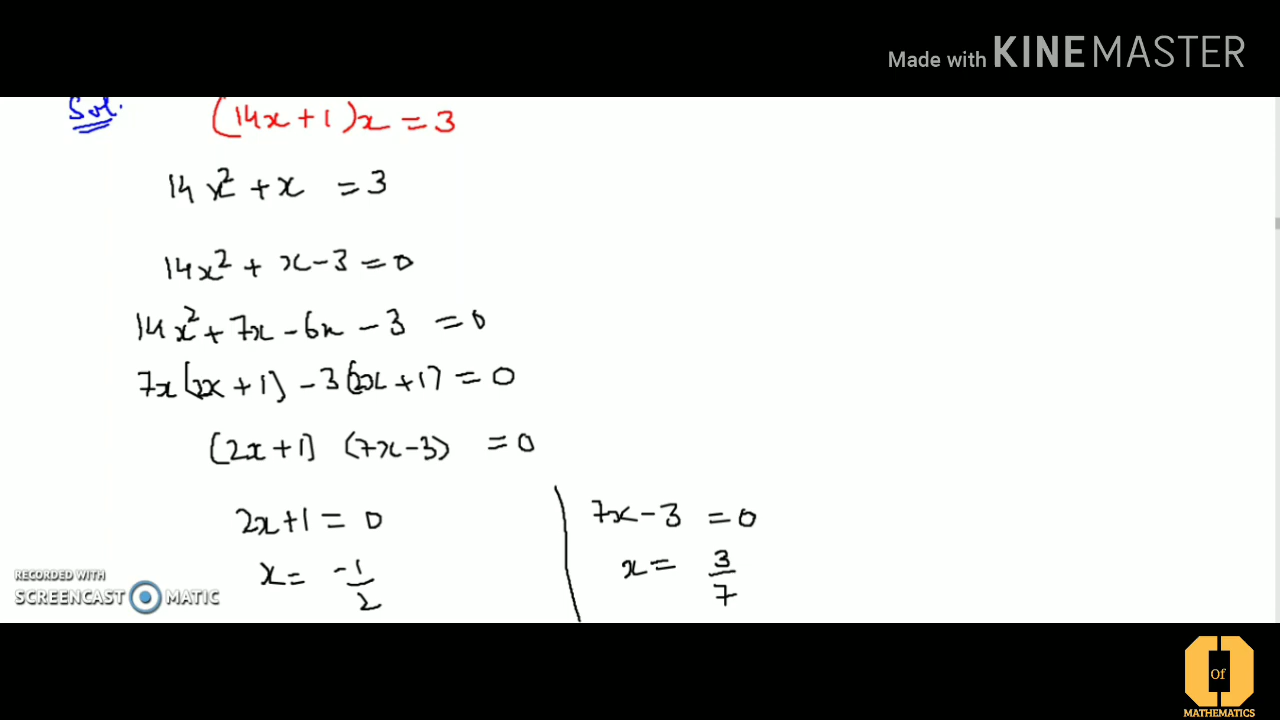 Made with KINEMASTER
Sol.
(14x+1)x=3
14x²+x =3
14x²+x-3=0
14x²+7x-6x-3 =0
7x(2x+1)-3(2x+1)=0
(2x+1) (7x-3) =0
2x+1=0
x= -1/2
7x-3 =0
x= 3/7
RECORDED WITH
SCREENCAST MATIC
Of
MATHEMATICS